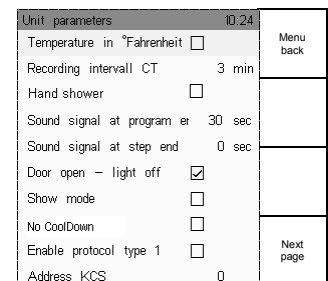 Unit parameters 10:24
Temperature in °Fahrenheit
Recording intervall CT 3 min
Hand shower
Sound signal at program er 30 sec
Sound signal at step end 0 sec
Door open – light off
Show mode
No CoolDown
Enable protocol type 1
Address KCS 0
Menu
back
Next
page